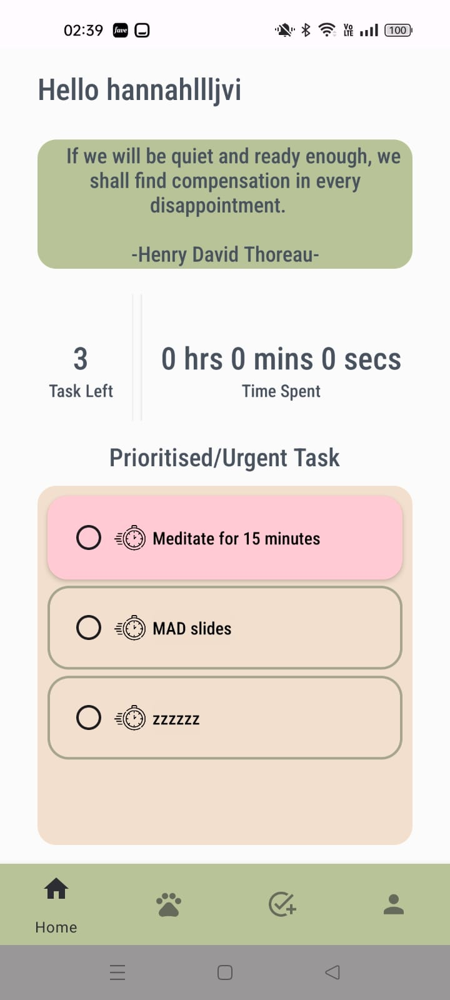 02:39 fave Vo LTE 100
Hello hannahllljvi
If we will be quiet and ready enough, we
shall find compensation in every
disappointment.
-Henry David Thoreau-
3
Task Left
0 hrs 0 mins 0 secs
Time Spent
Prioritised/Urgent Task
Meditate for 15 minutes
MAD slides
zzzzzz
Home